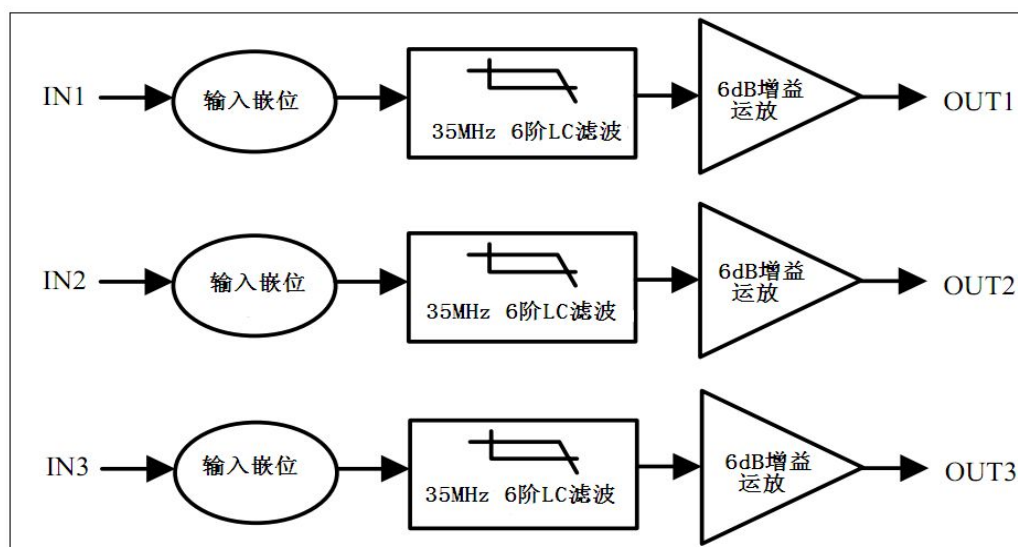 IN1
输入嵌位
35MHz 6阶LC滤波
6dB增益
运放
OUT1
IN2
输入嵌位
35MHz 6阶LC滤波
6dB增益
运放
OUT2
IN3
输入嵌位
35MHz 6阶LC滤波
6dB增益
运放
OUT3